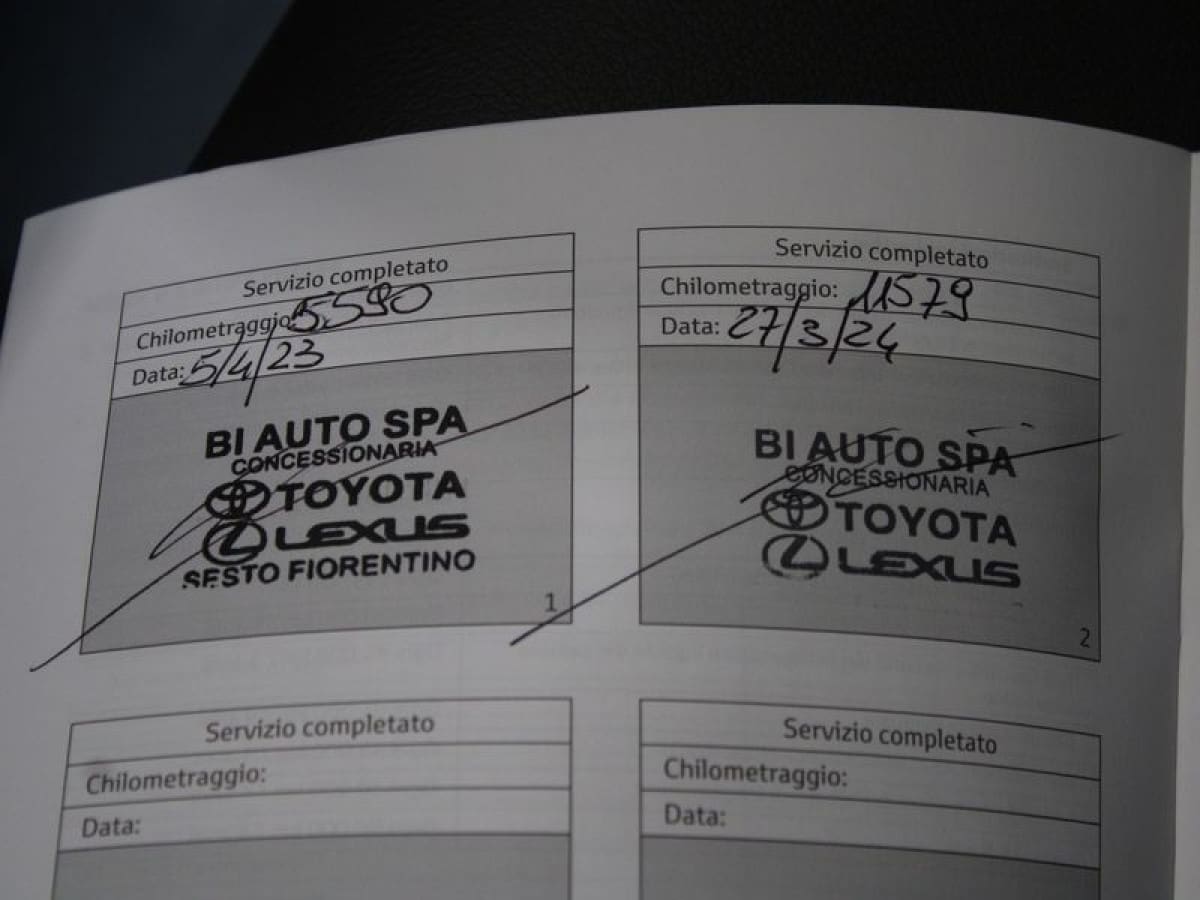 Servizio completato
Chilometraggio: 5590
Data: 5/4/23
BI AUTO SPA
CONCESSIONARIA
TOYOTA
LEXUS
SESTO FIORENTINO
1
Servizio completato
Chilometraggio: 11579
Data: 27/3/24
BI AUTO SPA
CONCESSIONARIA
TOYOTA
LEXUS
2
Servizio completato
Chilometraggio:
Data:
Servizio completato
Chilometraggio:
Data: